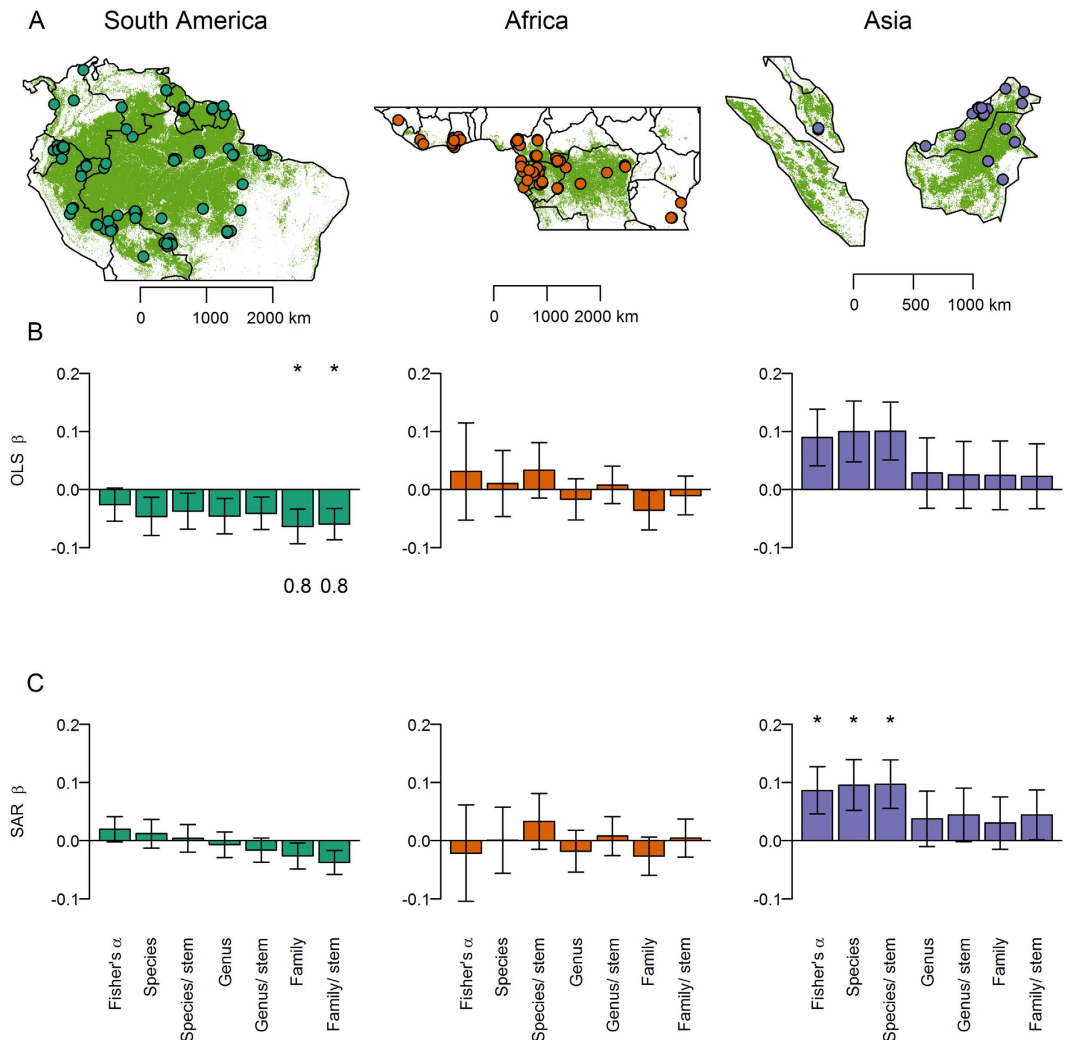 A South America Africa Asia
0 1000 2000 km
0 1000 2000 km
0 500 1000 km
B
OLS β
0.2
0.1
0.0
-0.1
* *
0.8 0.8
0.2
0.1
0.0
-0.1
0.2
0.1
0.0
-0.1
C
SAR β
0.2
0.1
0.0
-0.1
0.2
0.1
0.0
-0.1
0.2
0.1
0.0
-0.1
* * *
Fisher's α
Species
Species/ stem
Genus
Genus/ stem
Family
Family/ stem
Fisher's α
Species
Species/ stem
Genus
Genus/ stem
Family
Family/ stem
Fisher's α
Species
Species/ stem
Genus
Genus/ stem
Family
Family/ stem